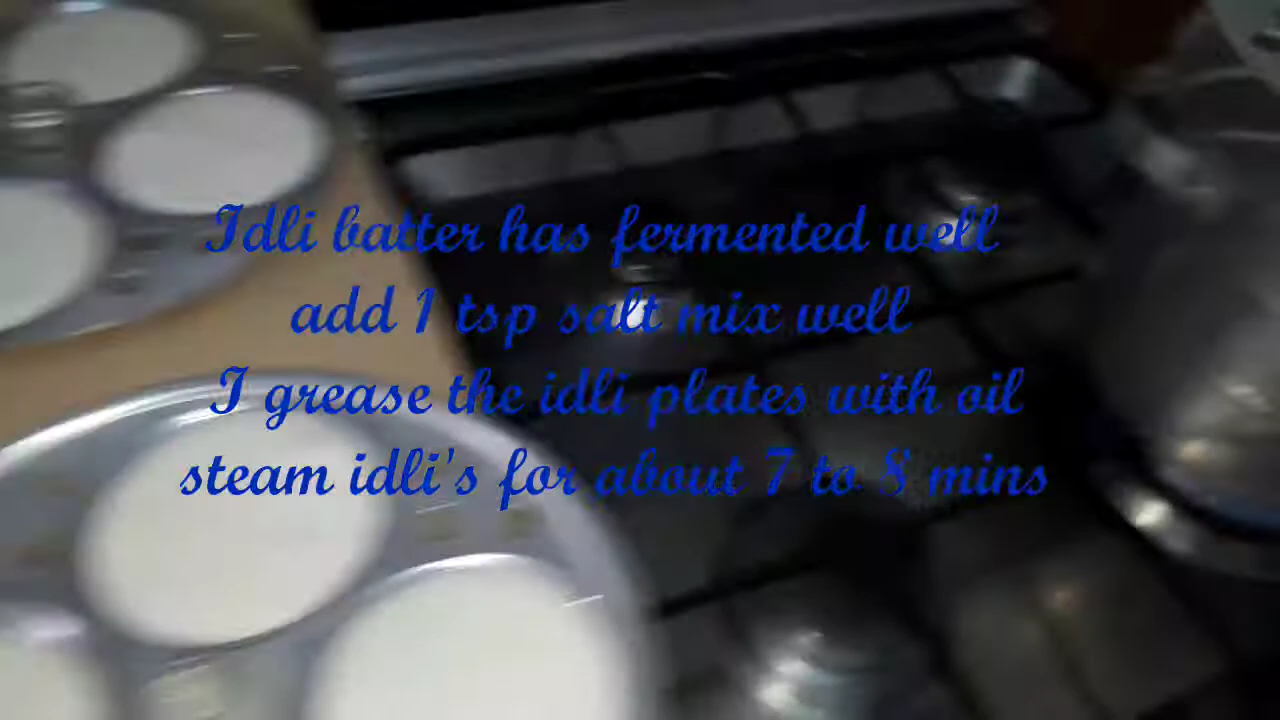 Idli batter has fermented well
add 1 tsp salt mix well
I grease the idli plates with oil
steam idli's for about 7 to 8 mins